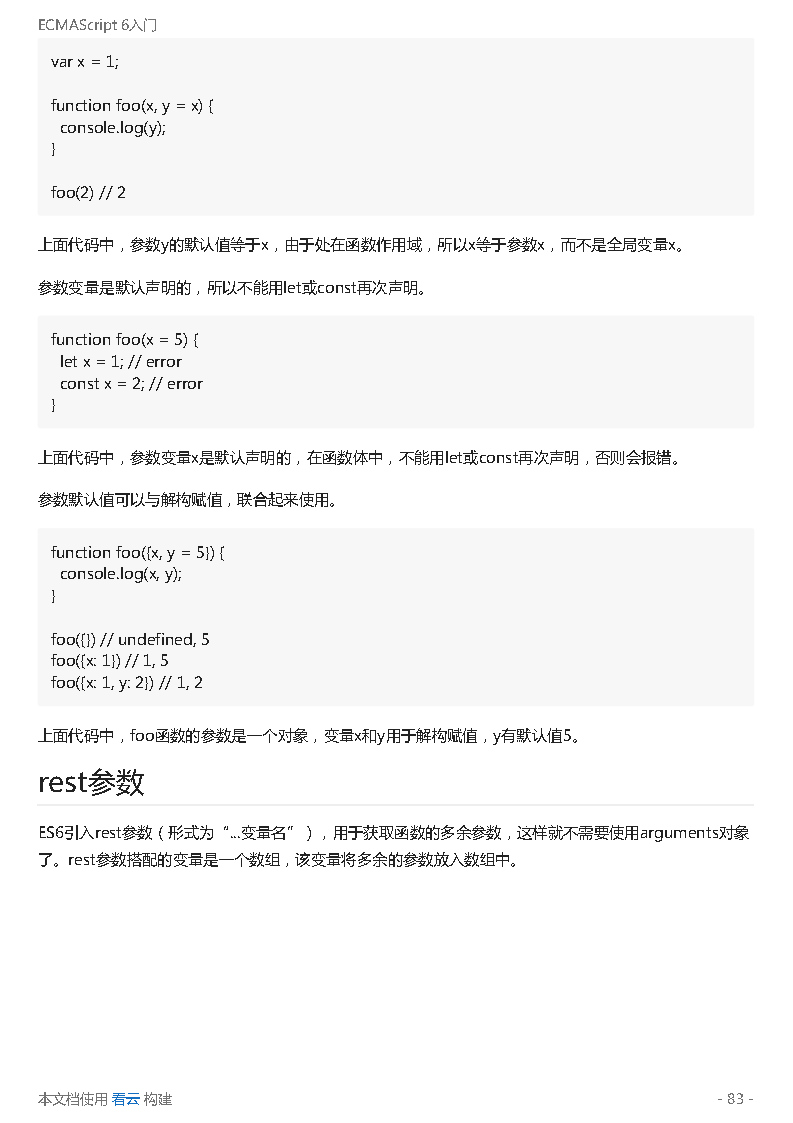 ECMAScript 6入门
var x = 1;
function foo(x, y = x) {
  console.log(y);
}
foo(2) // 2
上面代码中，参数y的默认值等于x，由于处在函数作用域，所以x等于参数x，而不是全局变量x。
参数变量是默认声明的，所以不能用let或const再次声明。
function foo(x = 5) {
  let x = 1; // error
  const x = 2; // error
}
上面代码中，参数变量x是默认声明的，在函数体中，不能用let或const再次声明，否则会报错。
参数默认值可以与解构赋值，联合起来使用。
function foo({x, y = 5}) {
  console.log(x, y);
}
foo({}) // undefined, 5
foo({x: 1}) // 1, 5
foo({x: 1, y: 2}) // 1, 2
上面代码中，foo函数的参数是一个对象，变量x和y用于解构赋值，y有默认值5。
rest参数
ES6引入rest参数（形式为“...变量名”），用于获取函数的多余参数，这样就不需要使用arguments对象
了。rest参数搭配的变量是一个数组，该变量将多余的参数放入数组中。
本文档使用 看云 构建
- 83 -